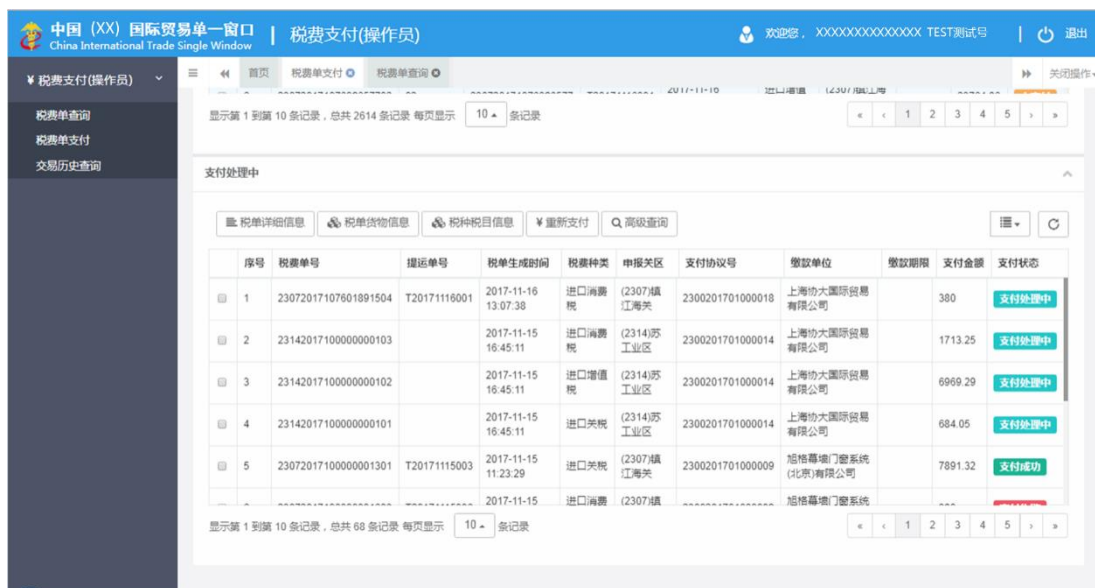 中国 (XX) 国际贸易单一窗口 | 税费支付(操作员)
China International Trade Single Window
欢迎您， XXXXXXXXXXXXXX TEST测试号 | 退出
¥ 税费支付(操作员)
税费单查询
税费单支付
交易历史查询
首页 税费单支付 税费单查询 关闭操作
显示第 1 到第 10 条记录，总共 2614 条记录 每页显示 10 条记录
« ‹ 1 2 3 4 5 › »
支付处理中
税单详细信息 税单货物信息 税种税目信息 ¥ 重新支付 高级查询
序号 税费单号 提运单号 税单生成时间 税费种类 申报关区 支付协议号 缴款单位 缴款期限 支付金额 支付状态
1 23072017107601891504 T20171116001 2017-11-16 13:07:38 进口消费税 (2307)镇江海关 2300201701000018 上海协大国际贸易有限公司 380 支付处理中
2 23142017100000000103 2017-11-15 16:45:11 进口消费税 (2314)苏工业区 2300201701000014 上海协大国际贸易有限公司 1713.25 支付处理中
3 23142017100000000102 2017-11-15 16:45:11 进口增值税 (2314)苏工业区 2300201701000014 上海协大国际贸易有限公司 6969.29 支付处理中
4 23142017100000000101 2017-11-15 16:45:11 进口关税 (2314)苏工业区 2300201701000014 上海协大国际贸易有限公司 684.05 支付处理中
5 23072017100000001301 T20171115003 2017-11-15 11:23:29 进口关税 (2307)镇江海关 2300201701000009 旭格幕墙门窗系统(北京)有限公司 7891.32 支付成功
2017-11-15 进口消费 (2307)镇 旭格幕墙门窗系统
显示第 1 到第 10 条记录，总共 68 条记录 每页显示 10 条记录
« ‹ 1 2 3 4 5 › »